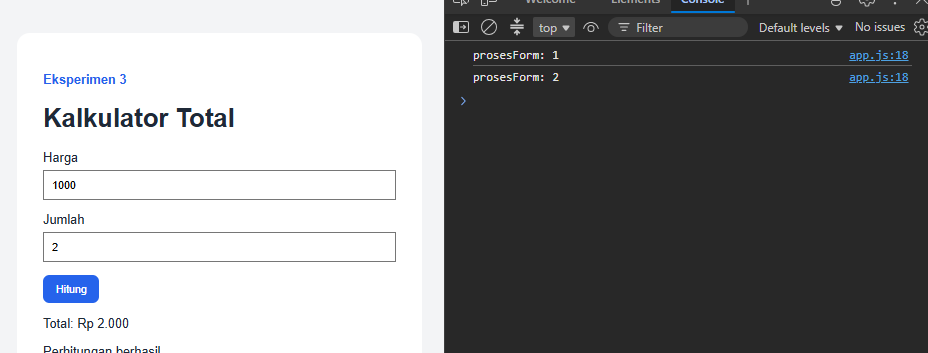 Eksperimen 3
Kalkulator Total
Harga
1000
Jumlah
2
Hitung
Total: Rp 2.000
Perhitungan berhasil
Welcome Elements Console
top Filter Default levels No issues
prosesForm: 1 app.js:18
prosesForm: 2 app.js:18